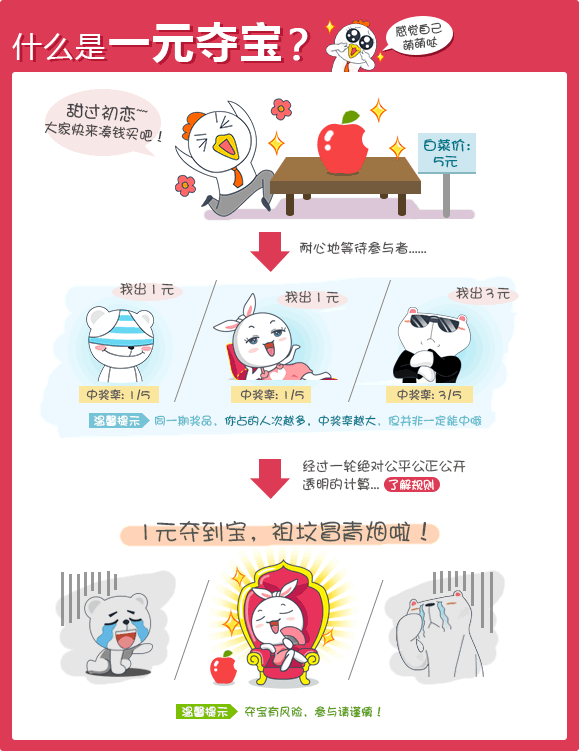 什么是一元夺宝？
感觉自己
萌萌哒
甜过初恋~
大家快来凑钱买吧！
白菜价：
5元
耐心地等待参与者......
我出1元
我出1元
我出3元
中奖率: 1/5
中奖率: 1/5
中奖率: 3/5
温馨提示 同一期奖品，你占的人次越多，中奖率越大，但并非一定能中哦
经过一轮绝对公平公正公开
透明的计算... 了解规则
1元夺到宝，祖坟冒青烟啦！
温馨提示 夺宝有风险，参与请谨慎！